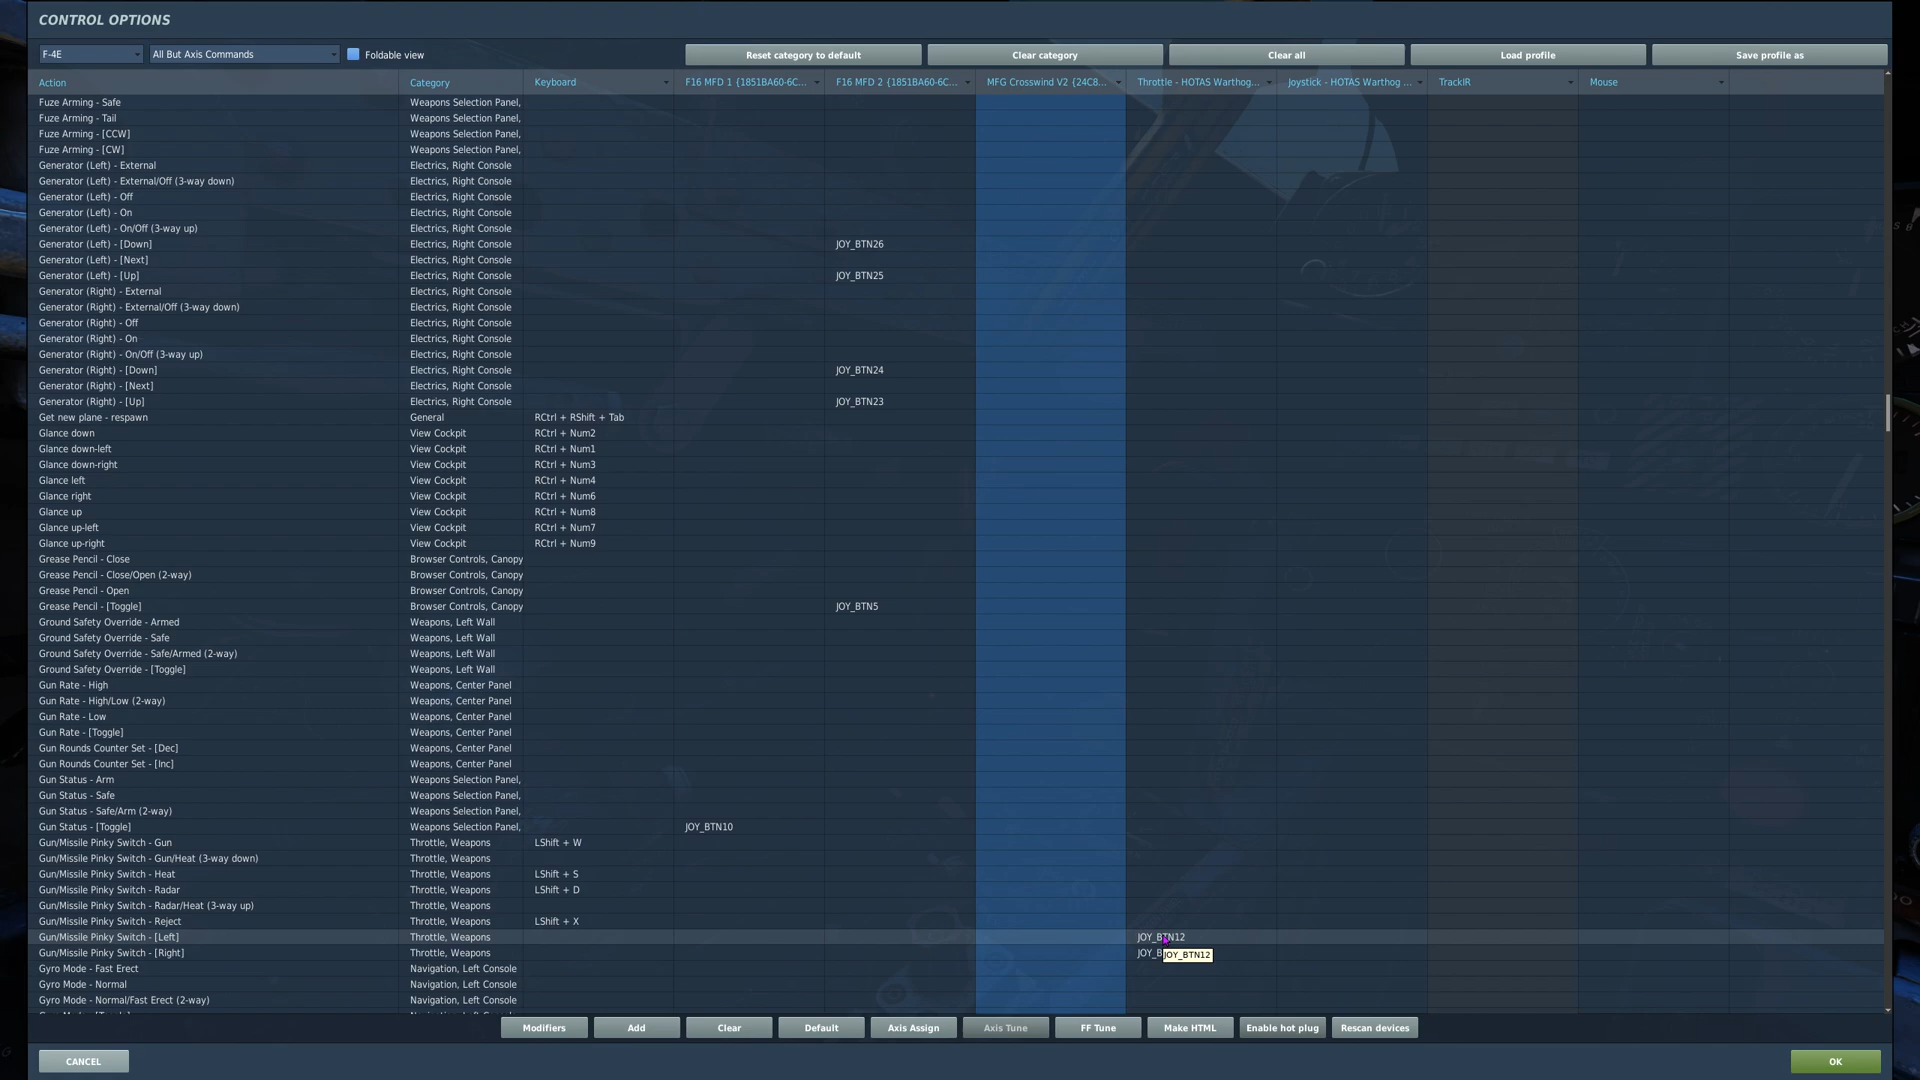 CONTROL OPTIONS
F-4E All But Axis Commands Foldable view Reset category to default Clear category Clear all Load profile Save profile as
Action Category Keyboard F16 MFD 1 {1851BA60-6C... F16 MFD 2 {1851BA60-6C... MFG Crosswind V2 {24C8... Throttle - HOTAS Warthog... Joystick - HOTAS Warthog ... TrackIR Mouse
Fuze Arming - Safe Weapons Selection Panel,
Fuze Arming - Tail Weapons Selection Panel,
Fuze Arming - [CCW] Weapons Selection Panel,
Fuze Arming - [CW] Weapons Selection Panel,
Generator (Left) - External Electrics, Right Console
Generator (Left) - External/Off (3-way down) Electrics, Right Console
Generator (Left) - Off Electrics, Right Console
Generator (Left) - On Electrics, Right Console
Generator (Left) - On/Off (3-way up) Electrics, Right Console
Generator (Left) - [Down] Electrics, Right Console JOY_BTN26
Generator (Left) - [Next] Electrics, Right Console
Generator (Left) - [Up] Electrics, Right Console JOY_BTN25
Generator (Right) - External Electrics, Right Console
Generator (Right) - External/Off (3-way down) Electrics, Right Console
Generator (Right) - Off Electrics, Right Console
Generator (Right) - On Electrics, Right Console
Generator (Right) - On/Off (3-way up) Electrics, Right Console
Generator (Right) - [Down] Electrics, Right Console JOY_BTN24
Generator (Right) - [Next] Electrics, Right Console
Generator (Right) - [Up] Electrics, Right Console JOY_BTN23
Get new plane - respawn General RCtrl + RShift + Tab
Glance down View Cockpit RCtrl + Num2
Glance down-left View Cockpit RCtrl + Num1
Glance down-right View Cockpit RCtrl + Num3
Glance left View Cockpit RCtrl + Num4
Glance right View Cockpit RCtrl + Num6
Glance up View Cockpit RCtrl + Num8
Glance up-left View Cockpit RCtrl + Num7
Glance up-right View Cockpit RCtrl + Num9
Grease Pencil - Close Browser Controls, Canopy
Grease Pencil - Close/Open (2-way) Browser Controls, Canopy
Grease Pencil - Open Browser Controls, Canopy
Grease Pencil - [Toggle] Browser Controls, Canopy JOY_BTN5
Ground Safety Override - Armed Weapons, Left Wall
Ground Safety Override - Safe Weapons, Left Wall
Ground Safety Override - Safe/Armed (2-way) Weapons, Left Wall
Ground Safety Override - [Toggle] Weapons, Left Wall
Gun Rate - High Weapons, Center Panel
Gun Rate - High/Low (2-way) Weapons, Center Panel
Gun Rate - Low Weapons, Center Panel
Gun Rate - [Toggle] Weapons, Center Panel
Gun Rounds Counter Set - [Dec] Weapons, Center Panel
Gun Rounds Counter Set - [Inc] Weapons, Center Panel
Gun Status - Arm Weapons Selection Panel,
Gun Status - Safe Weapons Selection Panel,
Gun Status - Safe/Arm (2-way) Weapons Selection Panel,
Gun Status - [Toggle] Weapons Selection Panel, JOY_BTN10
Gun/Missile Pinky Switch - Gun Throttle, Weapons LShift + W
Gun/Missile Pinky Switch - Gun/Heat (3-way down) Throttle, Weapons
Gun/Missile Pinky Switch - Heat Throttle, Weapons LShift + S
Gun/Missile Pinky Switch - Radar Throttle, Weapons LShift + D
Gun/Missile Pinky Switch - Radar/Heat (3-way up) Throttle, Weapons
Gun/Missile Pinky Switch - Reject Throttle, Weapons LShift + X
Gun/Missile Pinky Switch - [Left] Throttle, Weapons JOY_BTN12
Gun/Missile Pinky Switch - [Right] Throttle, Weapons JOY_B JOY_BTN12
Gyro Mode - Fast Erect Navigation, Left Console
Gyro Mode - Normal Navigation, Left Console
Gyro Mode - Normal/Fast Erect (2-way) Navigation, Left Console
Modifiers Add Clear Default Axis Assign Axis Tune FF Tune Make HTML Enable hot plug Rescan devices
CANCEL OK